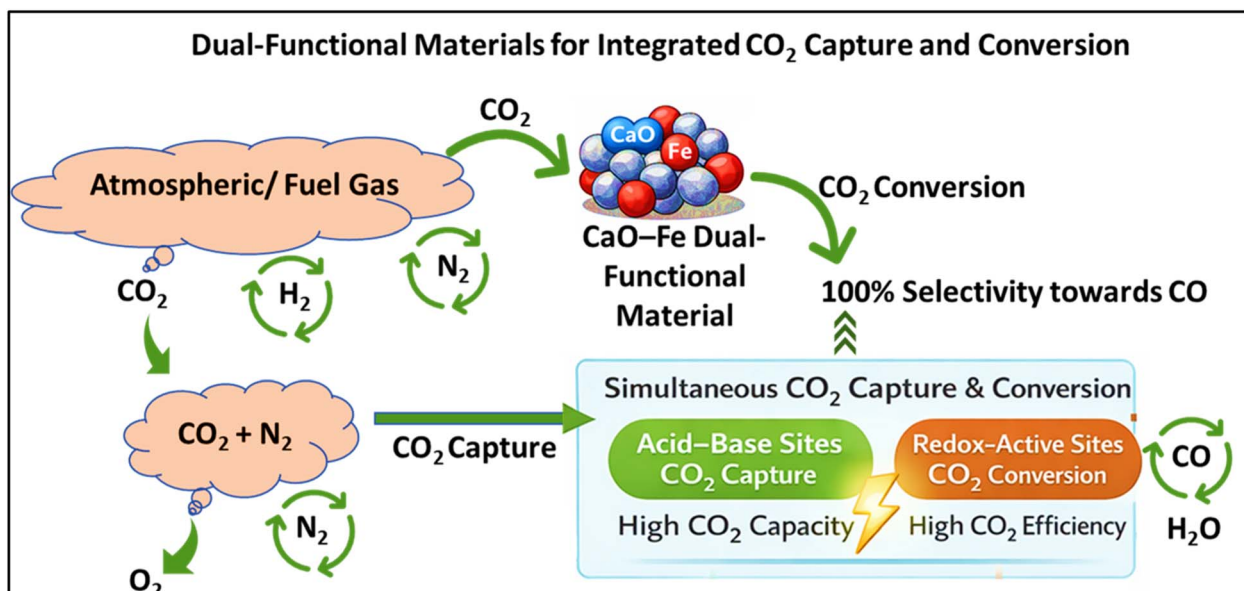 Dual-Functional Materials for Integrated CO₂ Capture and Conversion
CO₂
CaO
Fe
Atmospheric/ Fuel Gas
CO₂ Conversion
N₂
CaO–Fe Dual-
Functional
Material
CO₂
H₂
100% Selectivity towards CO
Simultaneous CO₂ Capture & Conversion
CO₂ + N₂
CO₂ Capture
Acid–Base Sites
CO₂ Capture
Redox-Active Sites
CO₂ Conversion
CO
High CO₂ Capacity
High CO₂ Efficiency
H₂O
N₂
O₂